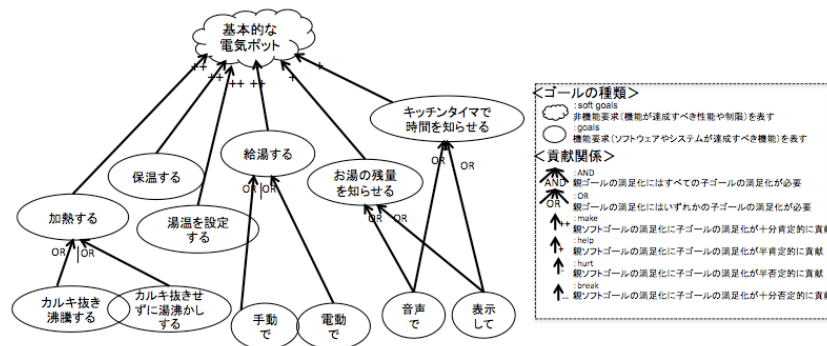 基本的な
電気ポット
++
++
++
++
+
+
キッチンタイマで
時間を知らせる
給湯する
保温する
お湯の残量
を知らせる
加熱する
湯温を設定
する
OR
OR
OR
OR
OR
OR
OR
OR
カルキ抜き
沸騰する
カルキ抜きせ
ずに湯沸かし
する
手動
で
電動
で
音声
で
表示
して
<ゴールの種類>
: soft goals
非機能要求(機能が達成すべき性能や制限)を表す
: goals
機能要求(ソフトウェアやシステムが達成すべき機能)を表す
<貢献関係>
: AND
AND
親ゴールの満足化にはすべての子ゴールの満足化が必要
: OR
OR
親ゴールの満足化にはいずれかの子ゴールの満足化が必要
: make
++
親ソフトゴールの満足化に子ゴールの満足化が十分肯定的に貢献
: help
+
親ソフトゴールの満足化に子ゴールの満足化が半肯定的に貢献
: hurt
-
親ソフトゴールの満足化に子ゴールの満足化が半否定的に貢献
: break
--
親ソフトゴールの満足化に子ゴールの満足化が十分否定的に貢献